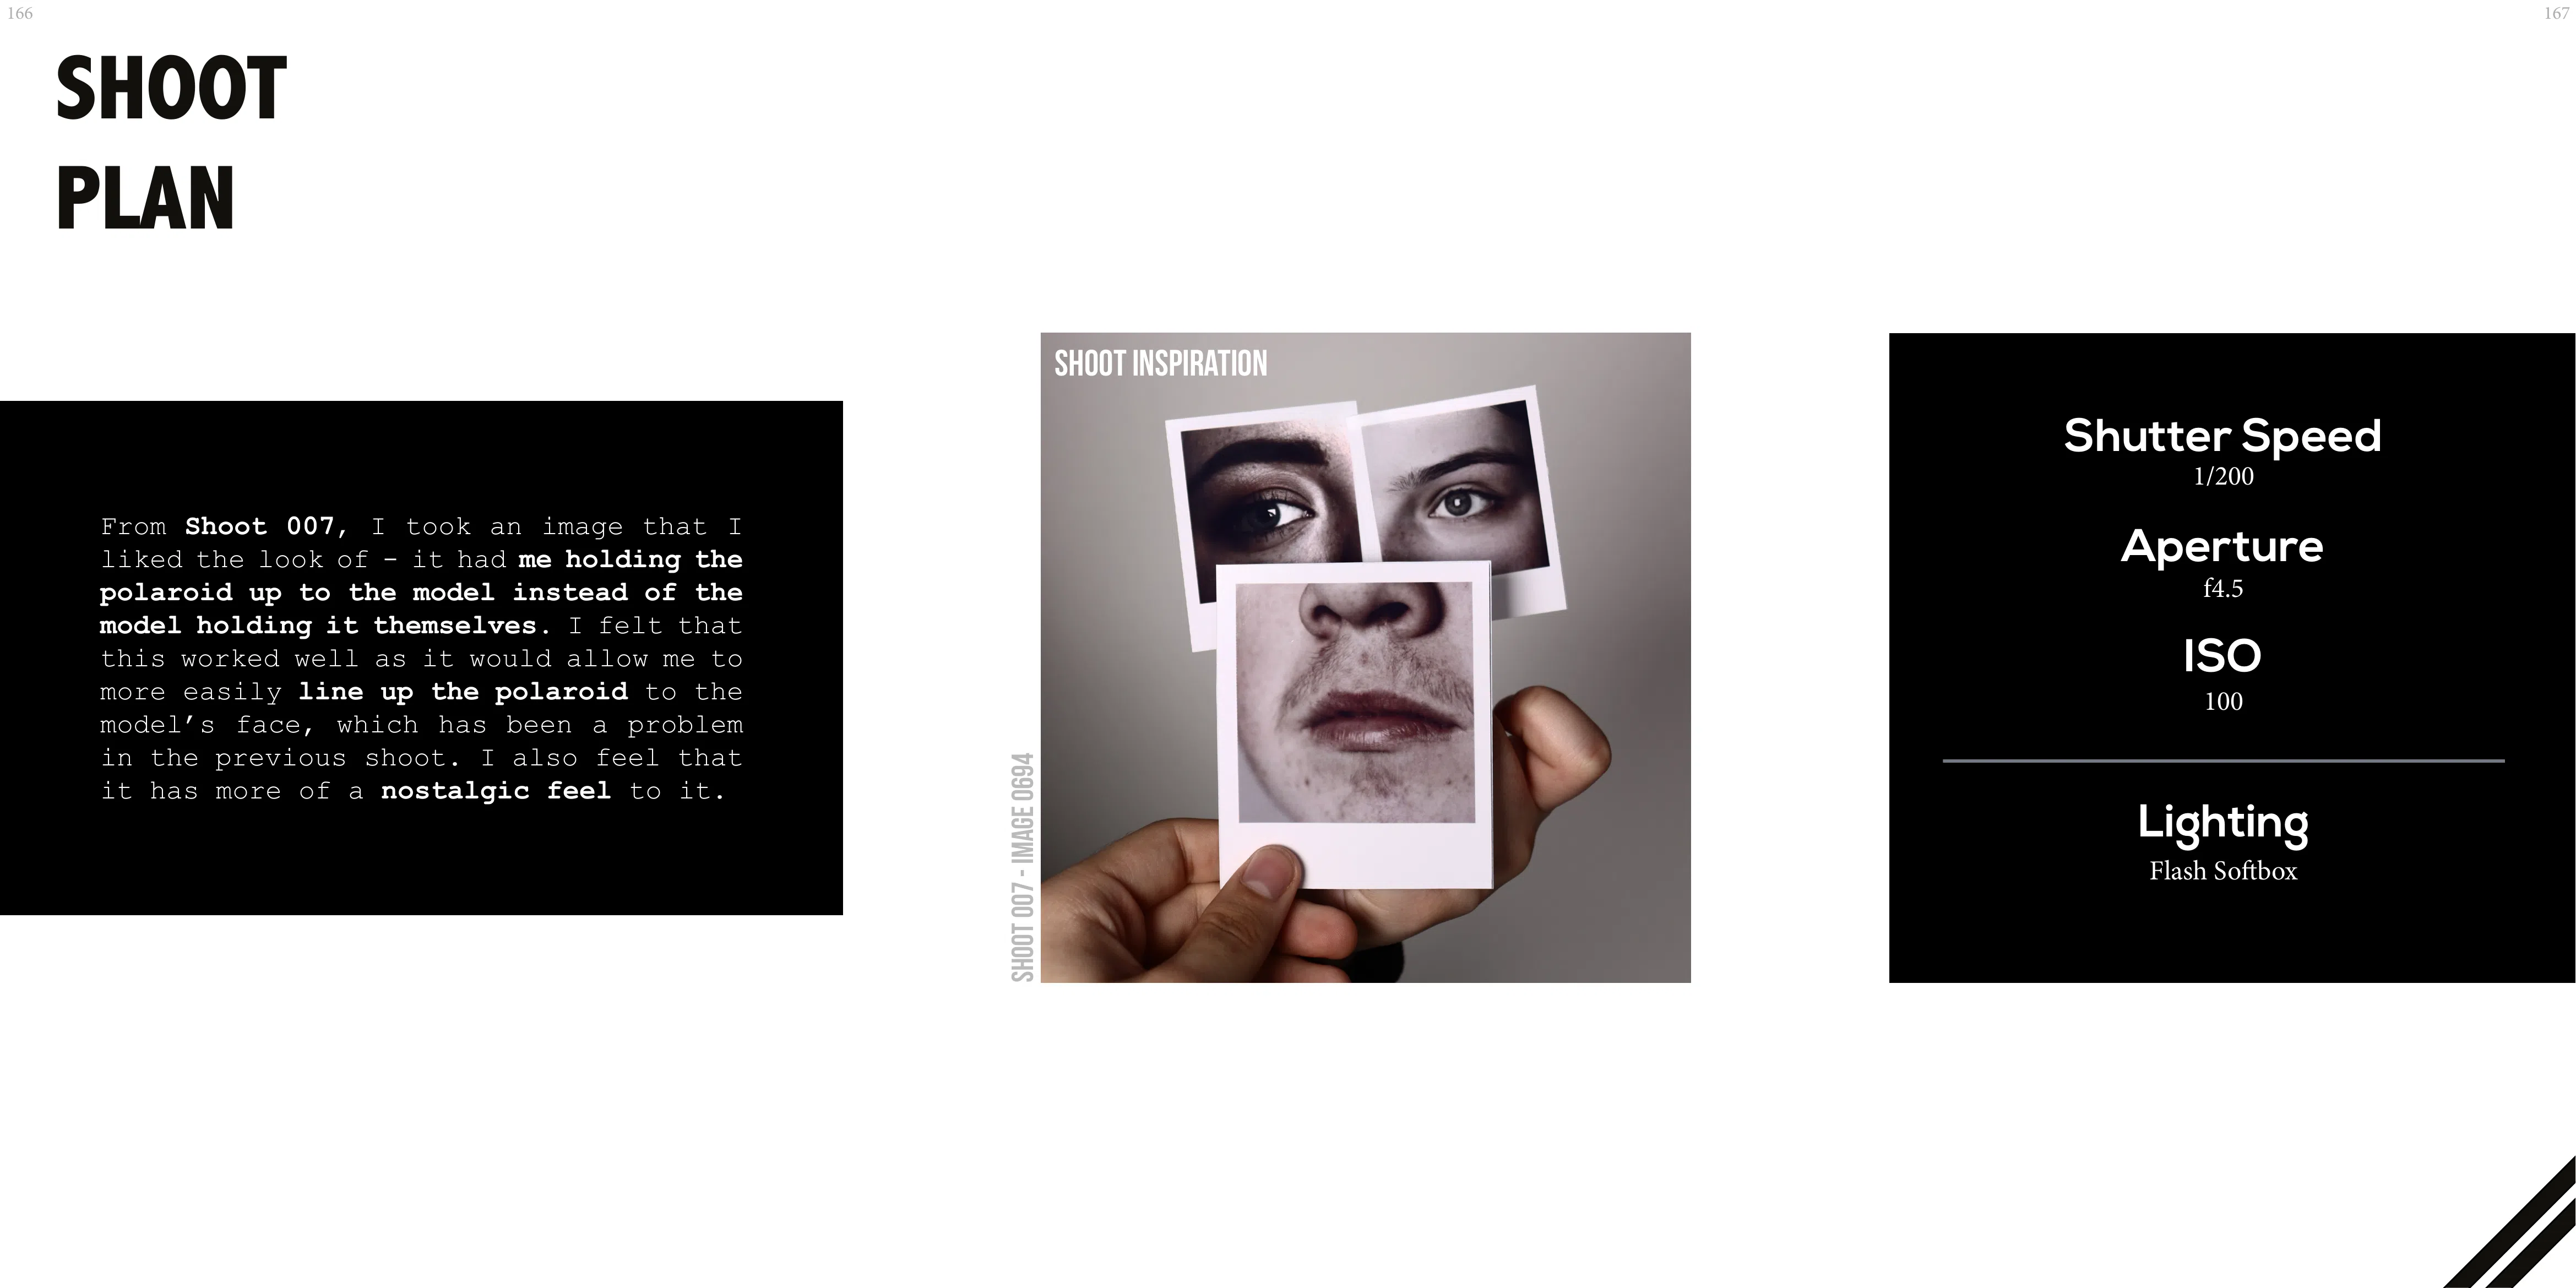 166
167
SHOOT
PLAN
From Shoot 007, I took an image that I
liked the look of – it had me holding the
polaroid up to the model instead of the
model holding it themselves. I felt that
this worked well as it would allow me to
more easily line up the polaroid to the
model’s face, which has been a problem
in the previous shoot. I also feel that
it has more of a nostalgic feel to it.
SHOOT INSPIRATION
SHOOT 007 - IMAGE 0694
Shutter Speed
1/200
Aperture
f4.5
ISO
100
Lighting
Flash Softbox